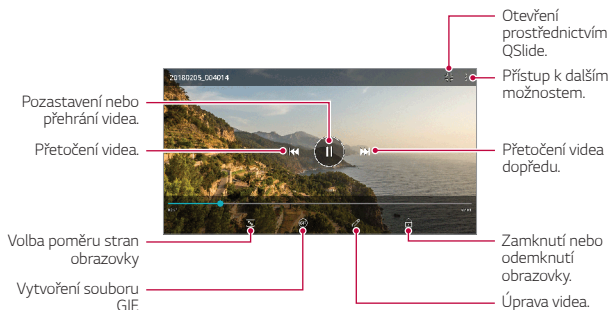 Otevření
prostřednictvím
QSlide.
Přístup k dalším
možnostem.
20180205_004014
Pozastavení nebo
přehrání videa.
Přetočení videa.
Přetočení videa
dopředu.
Volba poměru stran
obrazovky
Vytvoření souboru
GIF
Zamknutí nebo
odemknutí
obrazovky.
Úprava videa.